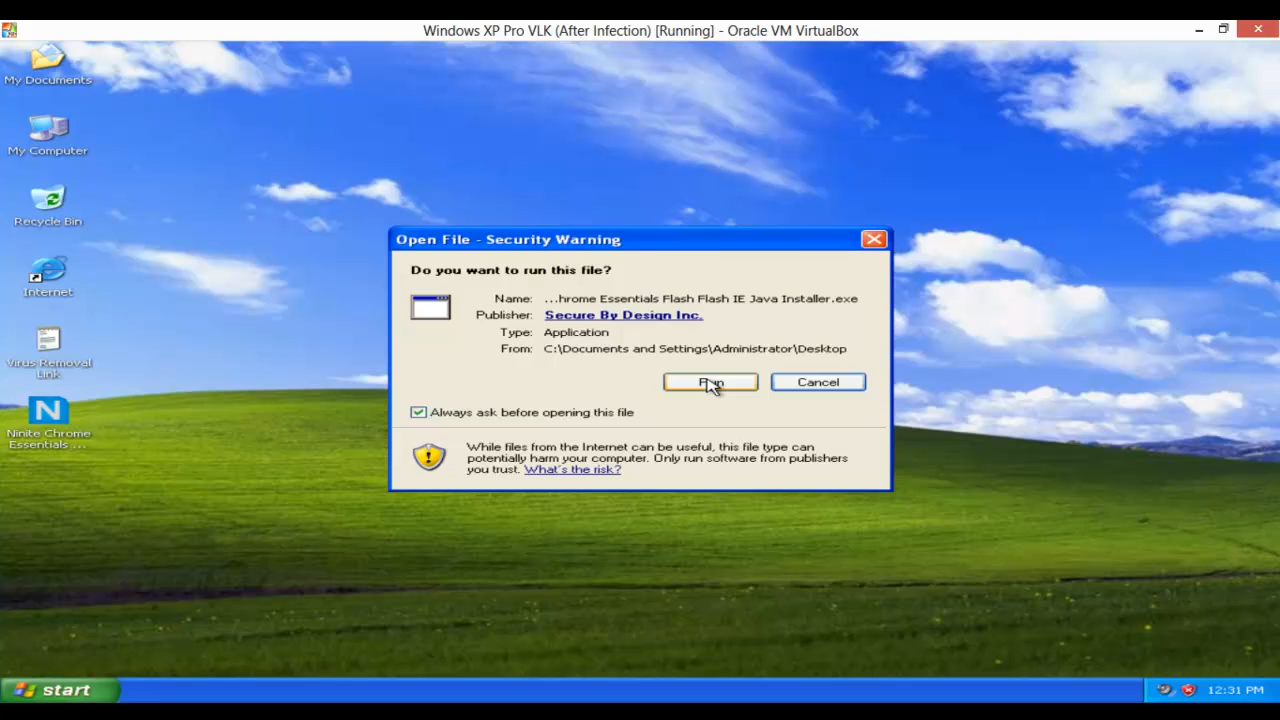 Windows XP Pro VLK (After Infection) [Running] - Oracle VM VirtualBox
My Documents
My Computer
Recycle Bin
Internet
Virus Removal
Link
Ninite Chrome
Essentials ...
Open File - Security Warning
Do you want to run this file?
Name: ...hrome Essentials Flash Flash IE Java Installer.exe
Publisher: Secure By Design Inc.
Type: Application
From: C:\Documents and Settings\Administrator\Desktop
Run Cancel
Always ask before opening this file
While files from the Internet can be useful, this file type can
potentially harm your computer. Only run software from publishers
you trust. What's the risk?
start
12:31 PM